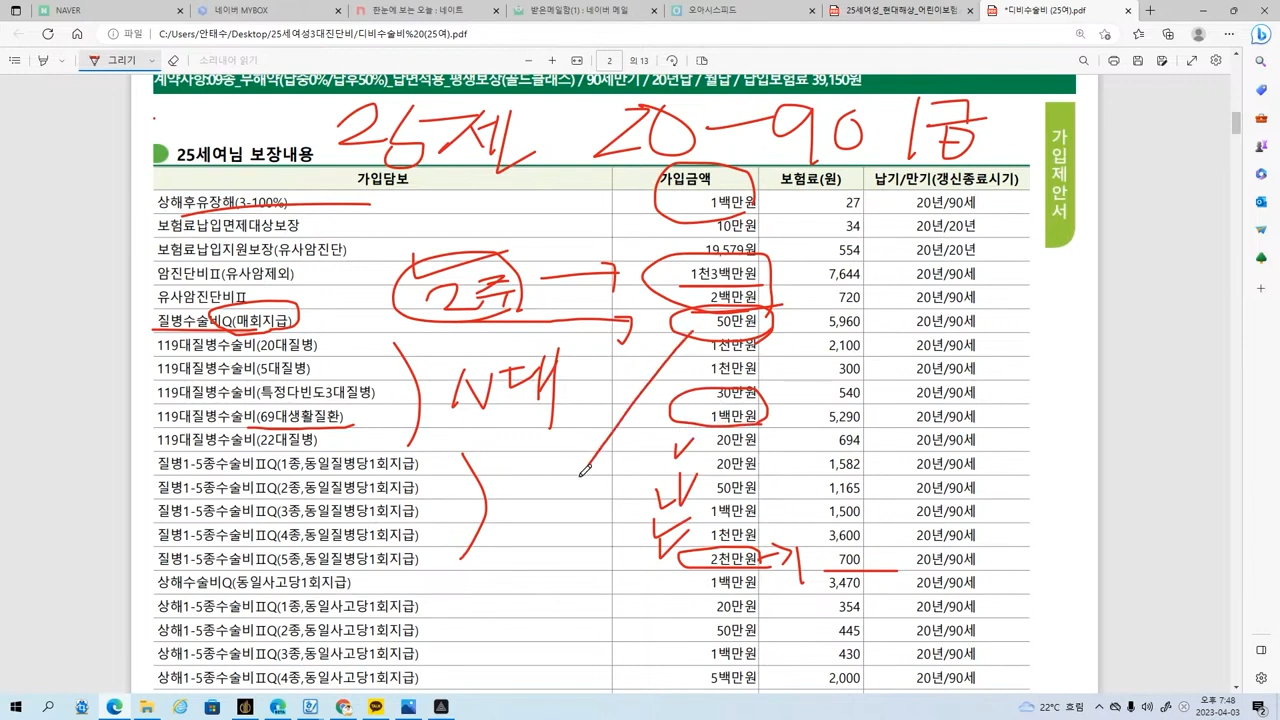 NAVER
네이버 MYBOX
한눈에 보는 오늘 : 네이트
받은메일함(1) : 네이버 메일
오아시스피드
25세여성_현대해상_어린이보험
*디비수술비 (25여).pdf
파일 C:/Users/안태수/Desktop/25세여성3대진단비/디비수술비%20(25여).pdf
그리기 소리내어 읽기 2 의 13
계약사항:09종_무해약(납중0%/납후50%)_납면적용_평생보장(골드클래스) / 90세만기 / 20년납 / 월납 / 납입보험료 39,150원
25세 20-90 1급
25세여님 보장내용
가입담보 가입금액 보험료(원) 납기/만기(갱신종료시기)
상해후유장해(3-100%) 1백만원 27 20년/90세
보험료납입면제대상보장 10만원 34 20년/20년
보험료납입지원보장(유사암진단) 19,579원 554 20년/20년
암진단비Ⅱ(유사암제외) 1천3백만원 7,644 20년/90세
유사암진단비Ⅱ 2백만원 720 20년/90세
질병수술비Q(매회지급) 50만원 5,960 20년/90세
119대질병수술비(20대질병) 1천만원 2,100 20년/90세
119대질병수술비(5대질병) 1천만원 300 20년/90세
119대질병수술비(특정다빈도3대질병) 30만원 540 20년/90세
119대질병수술비(69대생활질환) 1백만원 5,290 20년/90세
119대질병수술비(22대질병) 20만원 694 20년/90세
질병1-5종수술비ⅡQ(1종,동일질병당1회지급) 20만원 1,582 20년/90세
질병1-5종수술비ⅡQ(2종,동일질병당1회지급) 50만원 1,165 20년/90세
질병1-5종수술비ⅡQ(3종,동일질병당1회지급) 1백만원 1,500 20년/90세
질병1-5종수술비ⅡQ(4종,동일질병당1회지급) 1천만원 3,600 20년/90세
질병1-5종수술비ⅡQ(5종,동일질병당1회지급) 2천만원 700 20년/90세
상해수술비Q(동일사고당1회지급) 1백만원 3,470 20년/90세
상해1-5종수술비ⅡQ(1종,동일사고당1회지급) 20만원 354 20년/90세
상해1-5종수술비ⅡQ(2종,동일사고당1회지급) 50만원 445 20년/90세
상해1-5종수술비ⅡQ(3종,동일사고당1회지급) 1백만원 430 20년/90세
상해1-5종수술비ⅡQ(4종,동일사고당1회지급) 5백만원 2,000 20년/90세
가입제안서
22°C 흐림
오후 7:48
2023-04-03